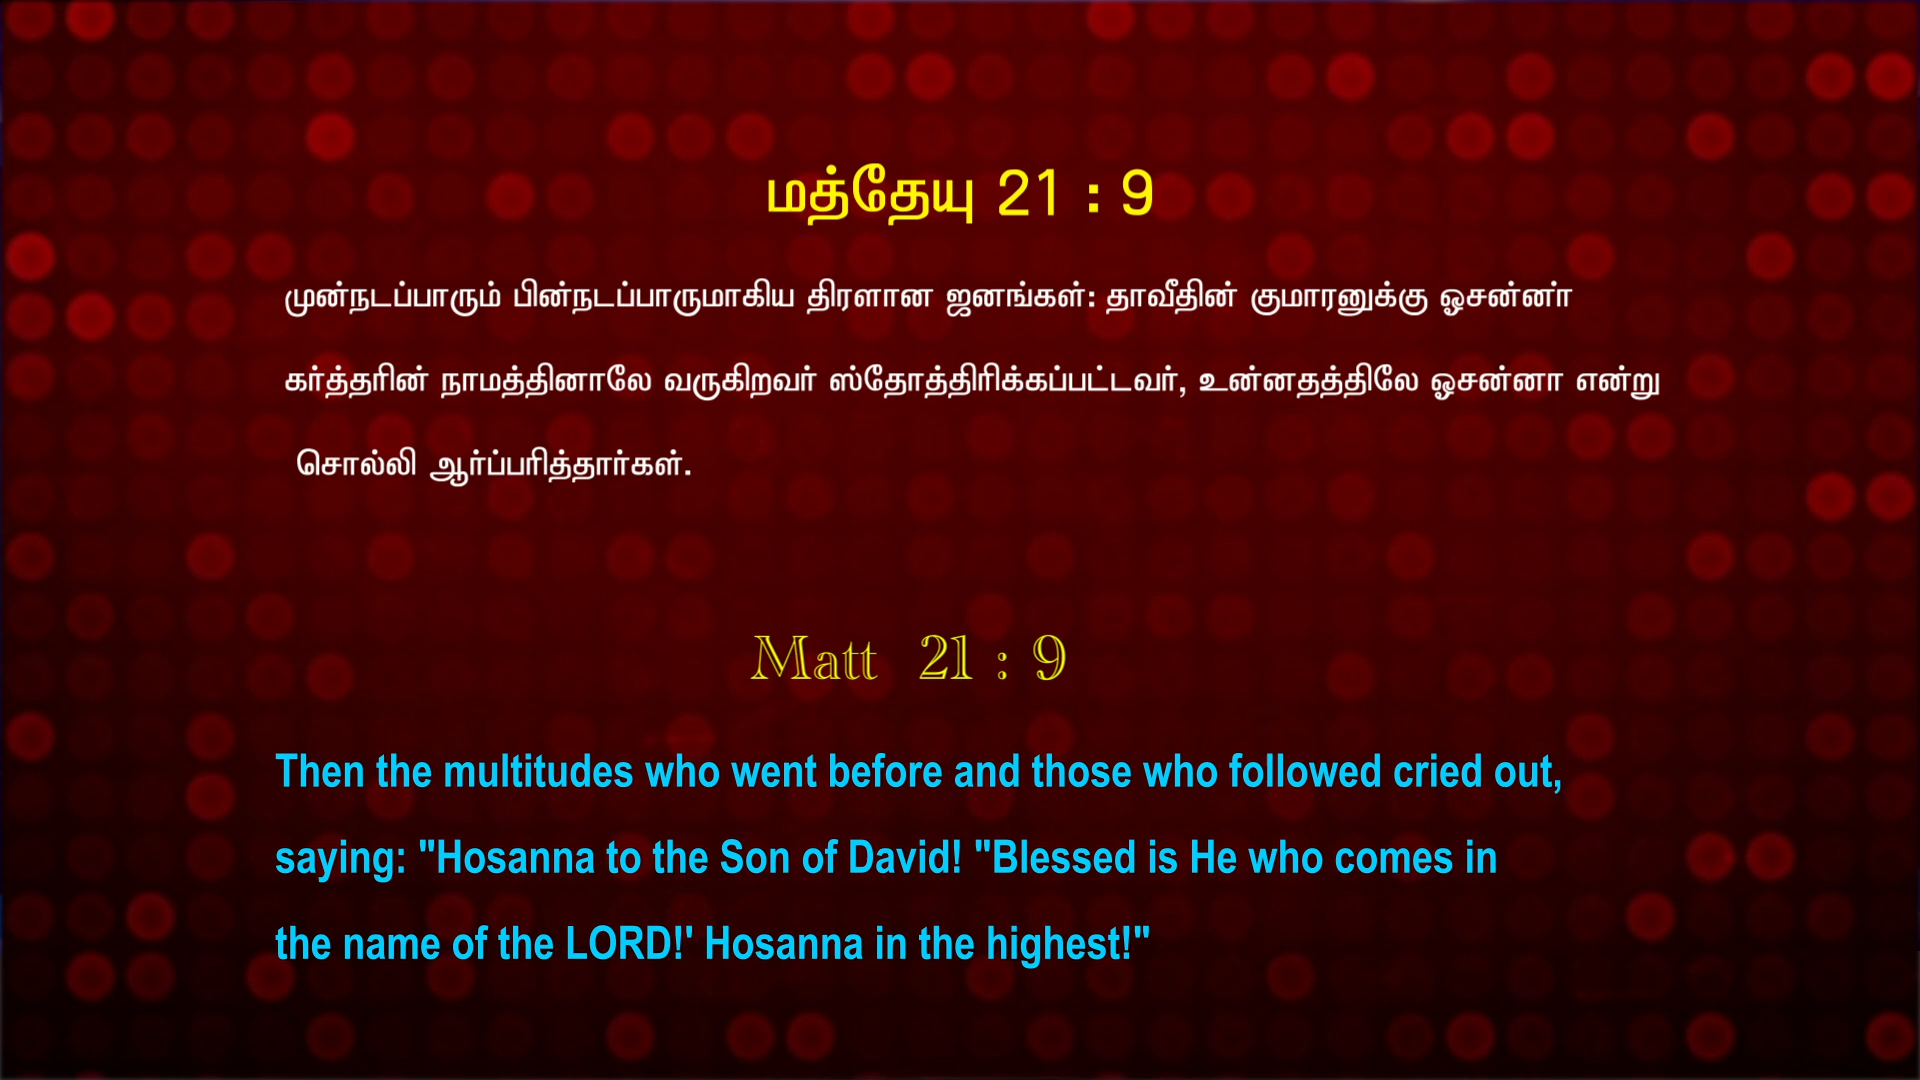 மத்தேயு 21 : 9
முன்நடப்பாரும் பின்நடப்பாருமாகிய திரளான ஜனங்கள்: தாவீதின் குமாரனுக்கு ஓசன்னா்
கர்த்தரின் நாமத்தினாலே வருகிறவர் ஸ்தோத்திரிக்கப்பட்டவர், உன்னதத்திலே ஓசன்னா என்று
சொல்லி ஆர்ப்பரித்தார்கள்.
Matt 21 : 9
Then the multitudes who went before and those who followed cried out,
saying: "Hosanna to the Son of David! "Blessed is He who comes in
the name of the LORD!' Hosanna in the highest!"